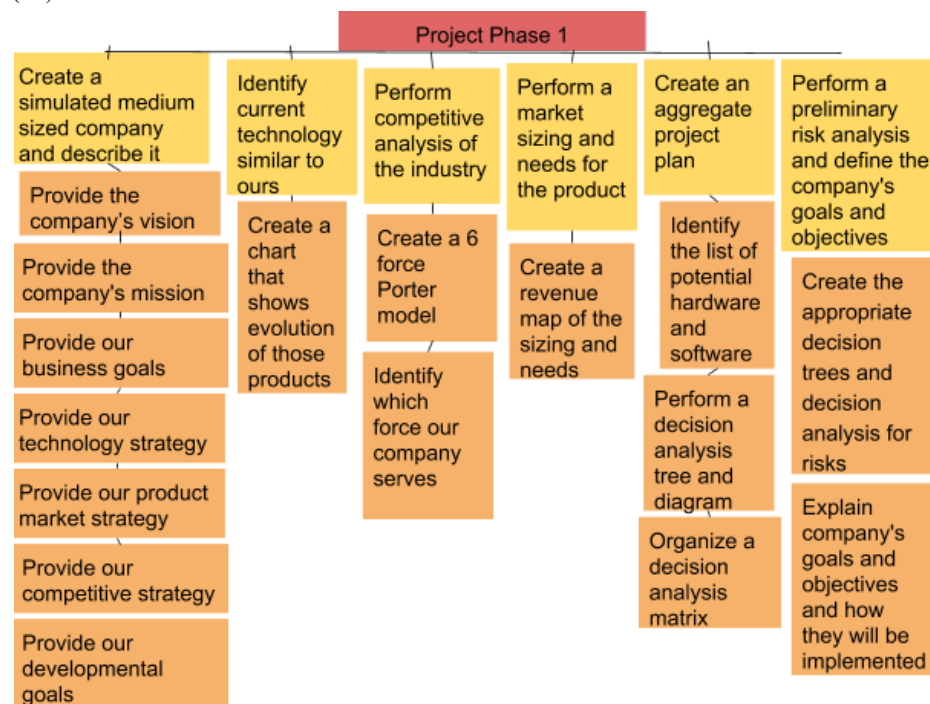 Project Phase 1
Create a
simulated medium
sized company
and describe it
Provide the
company's vision
Provide the
company's mission
Provide our
business goals
Provide our
technology strategy
Provide our product
market strategy
Provide our
competitive strategy
Provide our
developmental
goals
Identify
current
technology
similar to
ours
Create a
chart
that
shows
evolution
of those
products
Perform
competitive
analysis of
the industry
Create a 6
force
Porter
model
Identify
which
force our
company
serves
Perform a
market
sizing and
needs for
the product
Create a
revenue
map of the
sizing and
needs
Create an
aggregate
project
plan
Identify
the list of
potential
hardware
and
software
Perform a
decision
analysis
tree and
diagram
Organize a
decision
analysis
matrix
Perform a
preliminary
risk analysis
and define the
company's
goals and
objectives
Create the
appropriate
decision
trees and
decision
analysis for
risks
Explain
company's
goals and
objectives
and how
they will be
implemented